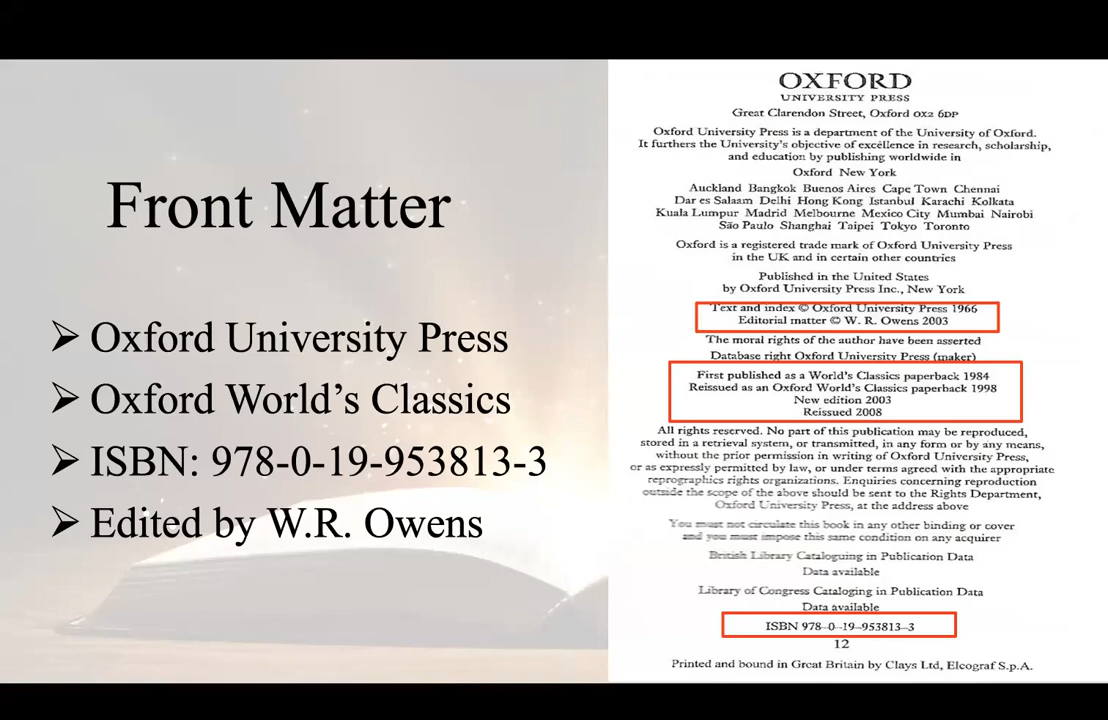 Front Matter
Oxford University Press
Oxford World's Classics
ISBN: 978-0-19-953813-3
Edited by W.R. Owens
OXFORD
UNIVERSITY PRESS
Great Clarendon Street, Oxford OX2 6DP
Oxford University Press is a department of the University of Oxford.
It furthers the University's objective of excellence in research, scholarship,
and education by publishing worldwide in
Oxford New York
Auckland Bangkok Buenos Aires Cape Town Chennai
Dar es Salaam Delhi Hong Kong Istanbul Karachi Kolkata
Kuala Lumpur Madrid Melbourne Mexico City Mumbai Nairobi
São Paulo Shanghai Taipei Tokyo Toronto
Oxford is a registered trade mark of Oxford University Press
in the UK and in certain other countries
Published in the United States
by Oxford University Press Inc., New York
Text and index © Oxford University Press 1966
Editorial matter © W. R. Owens 2003
The moral rights of the author have been asserted
Database right Oxford University Press (maker)
First published as a World's Classics paperback 1984
Reissued as an Oxford World's Classics paperback 1998
New edition 2003
Reissued 2008
All rights reserved. No part of this publication may be reproduced,
stored in a retrieval system, or transmitted, in any form or by any means,
without the prior permission in writing of Oxford University Press,
or as expressly permitted by law, or under terms agreed with the appropriate
reprographics rights organizations. Enquiries concerning reproduction
outside the scope of the above should be sent to the Rights Department,
Oxford University Press, at the address above
You must not circulate this book in any other binding or cover
and you must impose this same condition on any acquirer
British Library Cataloguing in Publication Data
Data available
Library of Congress Cataloging in Publication Data
Data available
ISBN 978-0-19-953813-3
12
Printed and bound in Great Britain by Clays Ltd, Elcograf S.p.A.